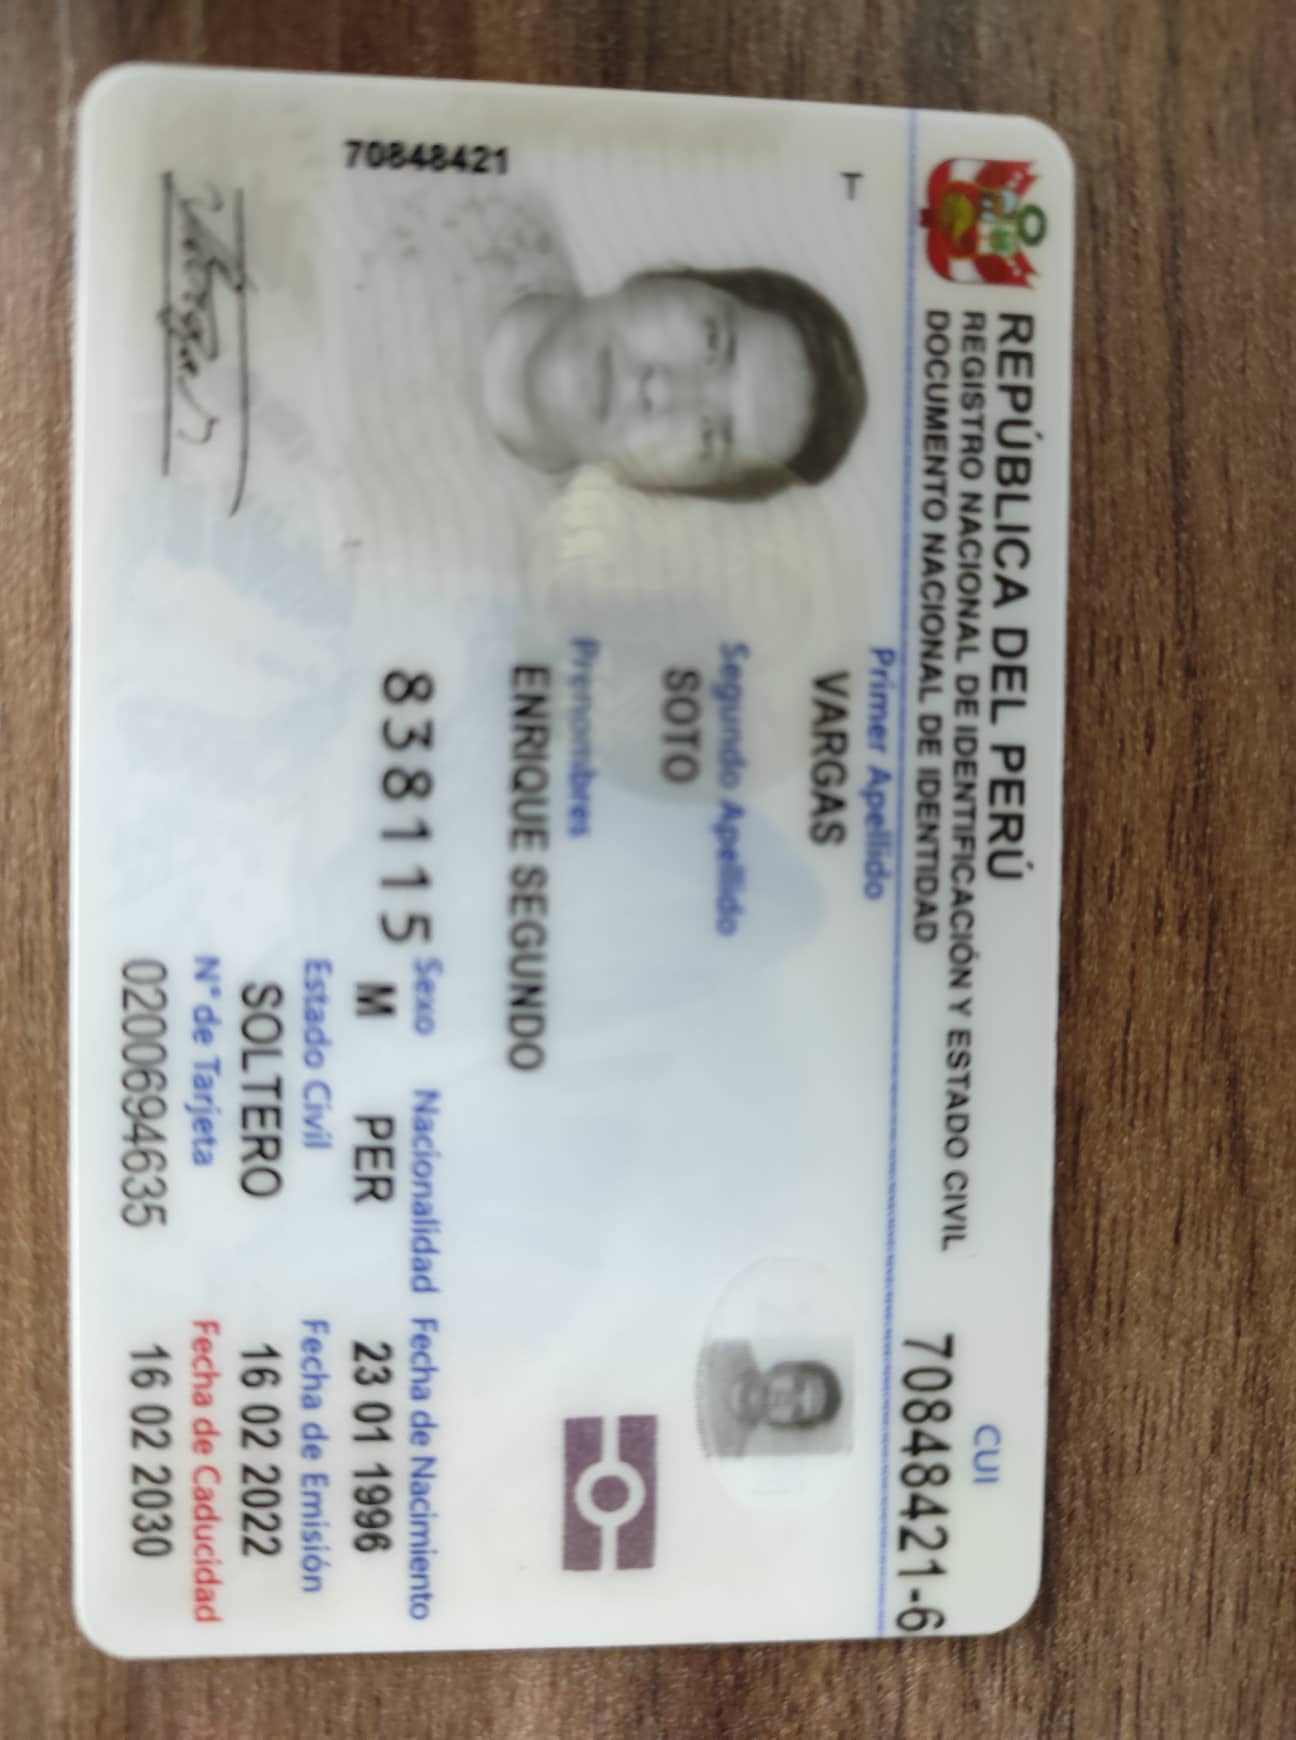 REPÚBLICA DEL PERÚ
REGISTRO NACIONAL DE IDENTIFICACIÓN Y ESTADO CIVIL
DOCUMENTO NACIONAL DE IDENTIDAD
CUI
70848421-6
Primer Apellido
VARGAS
Segundo Apellido
SOTO
Prenombres
ENRIQUE SEGUNDO
8381115
Sexo Nacionalidad Fecha de Nacimiento
M PER 23 01 1996
Estado Civil Fecha de Emisión
SOLTERO 16 02 2022
N° de Tarjeta Fecha de Caducidad
0200694635 16 02 2030
70848421